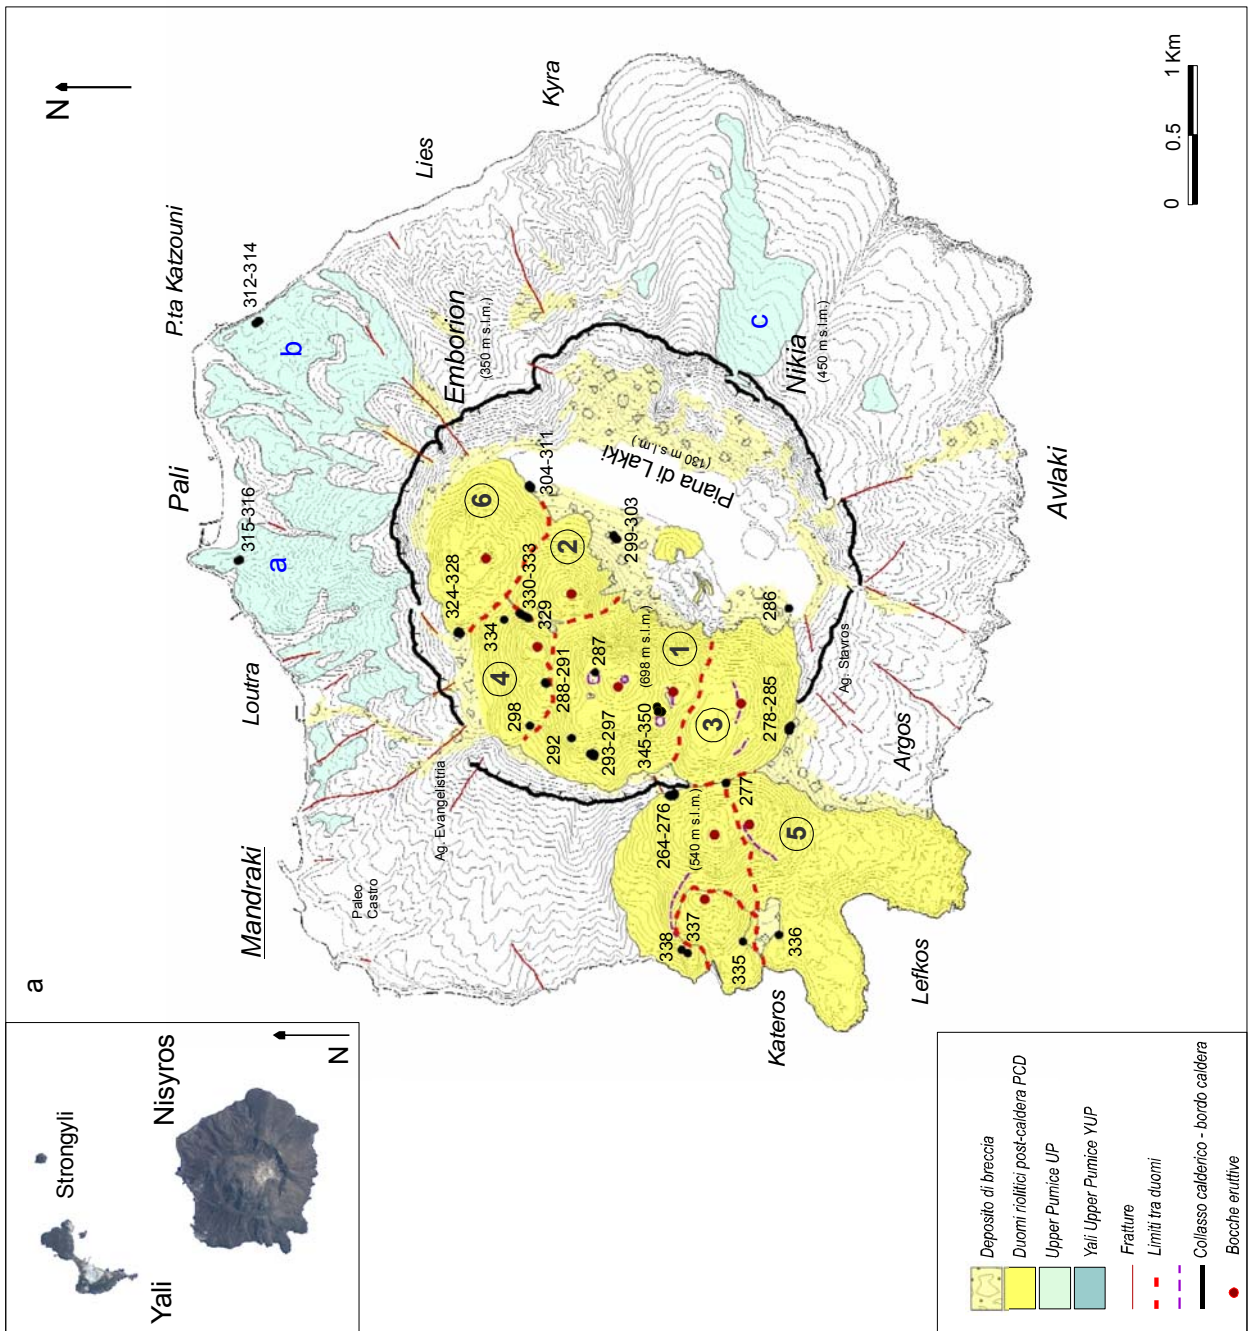 a
N
Strongyli
Yali
Nisyros
N
Mandraki
Loutra
Pali
P.ta Katzouni
Lies
Kyra
Emborion
(350 m s.l.m.)
Nikia
(450 m s.l.m.)
Avlaki
Argos
Ag. Stavros
Lefkos
Kateros
Paleo
Castro
Ag. Evangelistria
Piana di Lakki
(130 m s.l.m.)
(698 m s.l.m.)
(540 m s.l.m.)
a
b
c
1
2
3
4
5
6
312-314
315-316
324-328
304-311
330-333
329
334
299-303
298
288-291
287
292
293-297
345-350
286
278-285
277
264-276
338
337
335
336
0
0.5
1 Km
Deposito di breccia
Duomi riolitici post-caldera PCD
Upper Pumice UP
Yali Upper Pumice YUP
Fratture
Limiti tra duomi
Collasso calderico - bordo caldera
Bocche eruttive